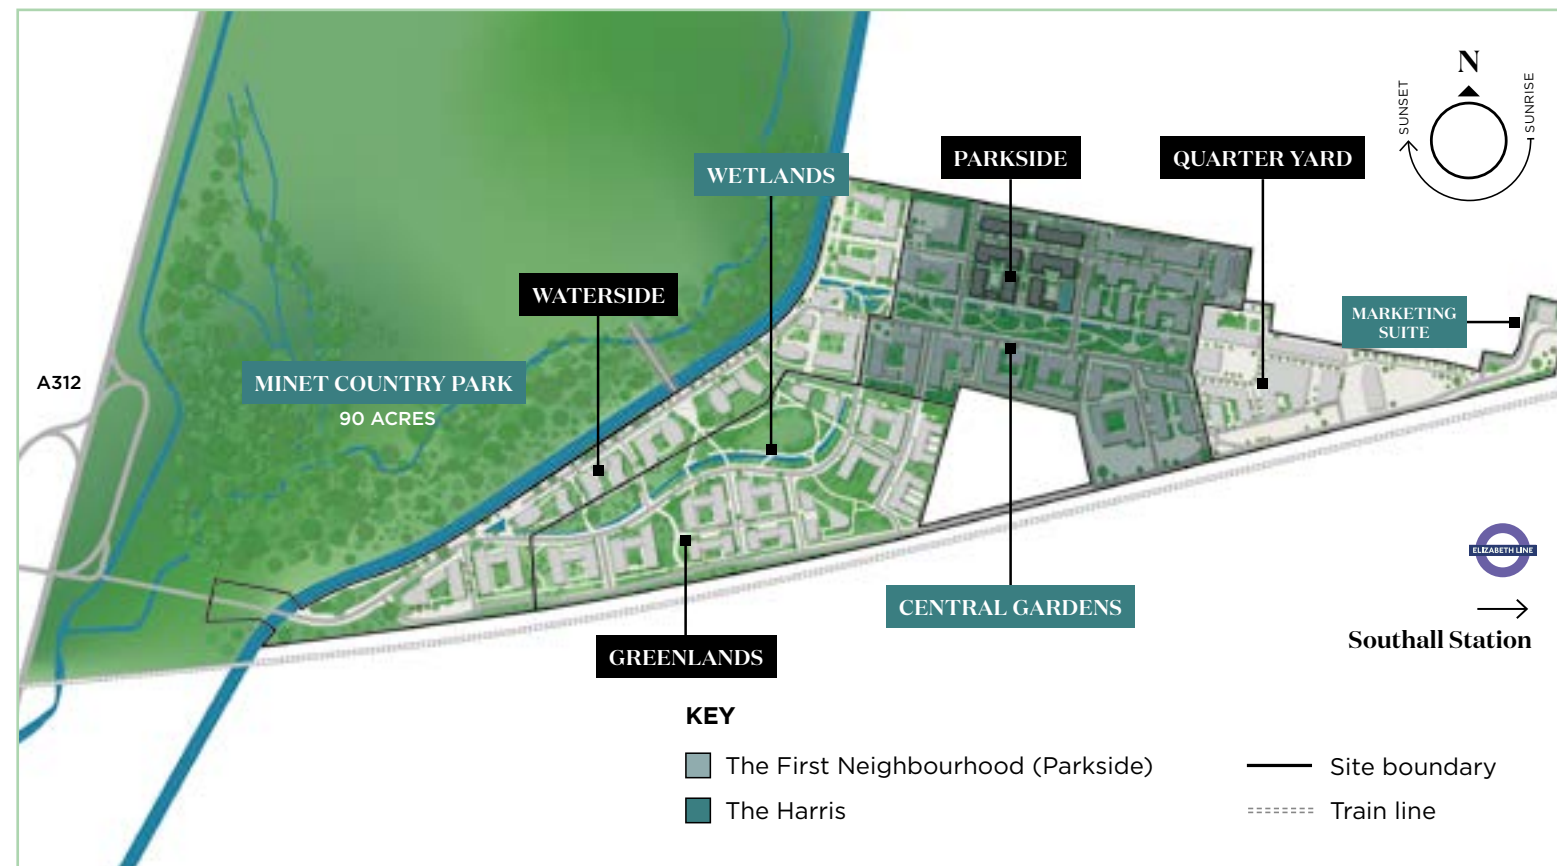 N
SUNSET
SUNRISE
PARKSIDE
QUARTER YARD
WETLANDS
WATERSIDE
MARKETING
SUITE
A312
MINET COUNTRY PARK
90 ACRES
ELIZABETH LINE
CENTRAL GARDENS
Southall Station
GREENLANDS
KEY
The First Neighbourhood (Parkside)
Site boundary
The Harris
Train line